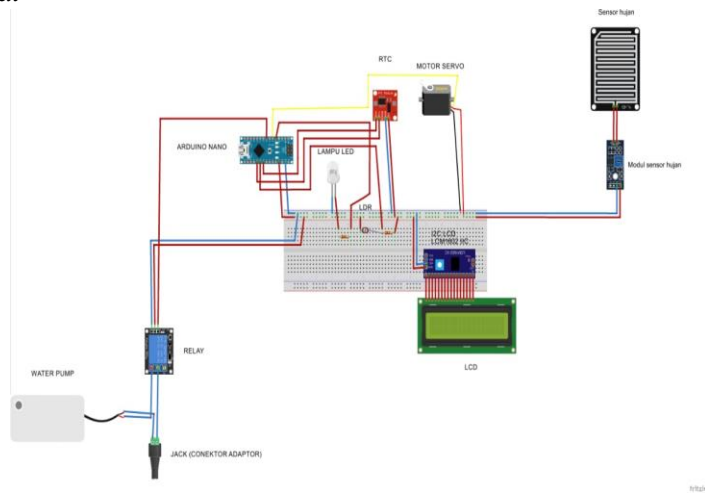 Sensor hujan
RTC
MOTOR SERVO
ARDUINO NANO
LAMPU LED
Modul sensor hujan
LDR
I2C LCD
LCM1602 IIC
RELAY
LCD
WATER PUMP
JACK (CONEKTOR ADAPTOR)